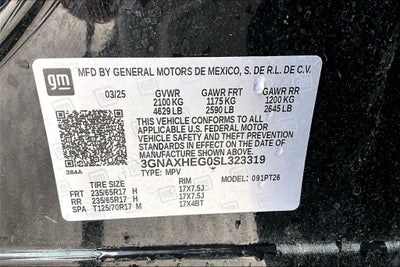 gm
MFD BY GENERAL MOTORS DE MEXICO, S. DE R.L. DE C.V.
03/25 GVWR GAWR FRT GAWR RR
2100 KG 1175 KG 1200 KG
4629 LB 2590 LB 2645 LB
THIS VEHICLE CONFORMS TO ALL
APPLICABLE U.S. FEDERAL MOTOR
VEHICLE SAFETY AND THEFT PREVENTION
STANDARDS IN EFFECT ON THE DATE OF
MANUFACTURE SHOWN ABOVE.
3GNAXHEG0SL323319
394A TYPE: MPV MODEL: 091PT26
TIRE SIZE RIM
FRT 235/65R17 H 17X7.5J
RR 235/65R17 H 17X7.5J
SPA T125/70R17 M 17X4BT